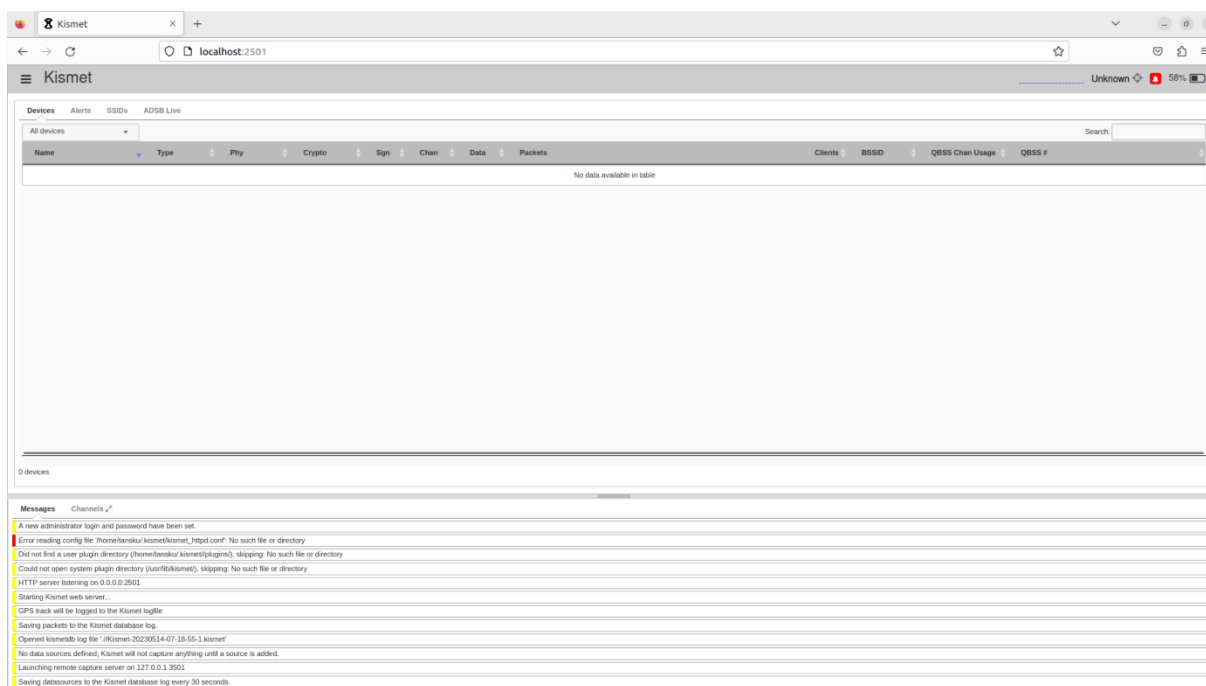 Kismet
localhost:2501
Kismet
Unknown 58%
Devices Alerts SSIDs ADSB Live
All devices Search:
Name Type Phy Crypto Sgn Chan Data Packets Clients BSSID QBSS Chan Usage QBSS #
No data available in table
0 devices
Messages Channels
A new administrator login and password have been set.
Error reading config file '/home/tansku/.kismet/kismet_httpd.conf': No such file or directory
Did not find a user plugin directory (/home/tansku/.kismet//plugins/), skipping: No such file or directory
Could not open system plugin directory (/usr/lib/kismet/), skipping: No such file or directory
HTTP server listening on 0.0.0.0:2501
Starting Kismet web server...
GPS track will be logged to the Kismet logfile
Saving packets to the Kismet database log.
Opened kismetdb log file './/Kismet-20230514-07-18-55-1.kismet'
No data sources defined; Kismet will not capture anything until a source is added.
Launching remote capture server on 127.0.0.1 3501
Saving datasources to the Kismet database log every 30 seconds.